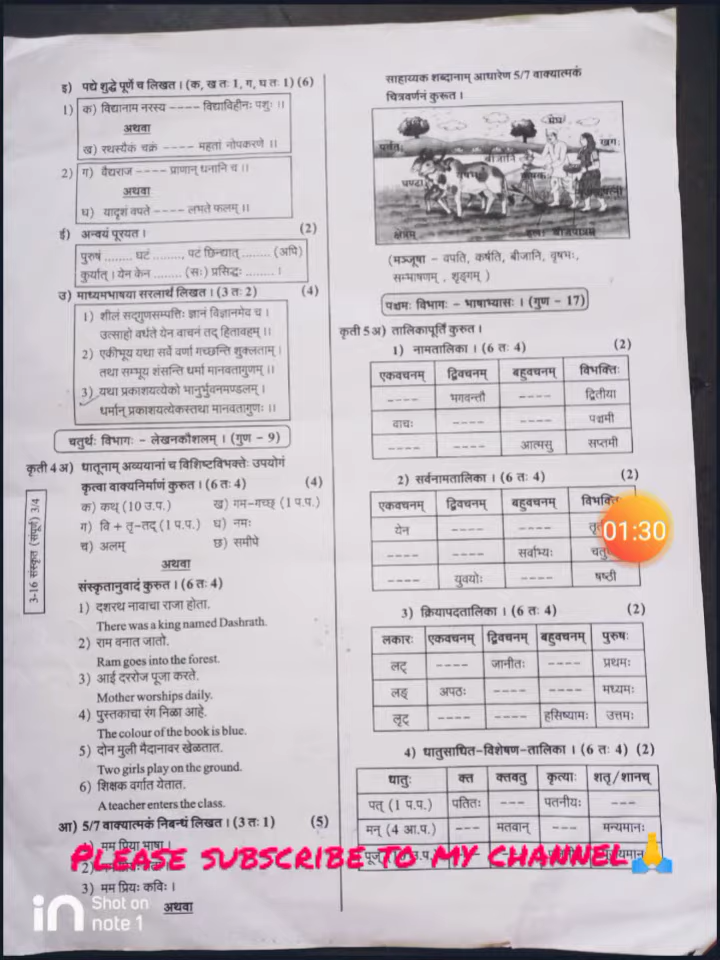 इ) पद्ये शुद्धे पूर्णे च लिखत । (क, ख तः 1, ग, घ तः 1) (6)
1) क) विद्यानाम नरस्य ---- विद्याविहीनः पशुः ॥
अथवा
ख) रथस्यैकं चक्रं ---- महतां नोपकरणे ॥
2) ग) वैद्यराज ---- प्राणान् धनानि च ॥
अथवा
घ) यादृशं वपते ---- लभते फलम् ॥
ई) अन्वयं पूरयत । (2)
पुरुषं ........ घटं ........, पटं छिन्द्यात् ........ (अपि)
कुर्यात् । येन केन ........ (सः) प्रसिद्धः ........ ।
उ) माध्यमभाषया सरलार्थं लिखत । (3 तः 2) (4)
1) शीलं सद्गुणसम्पत्तिः ज्ञानं विज्ञानमेव च ।
उत्साहो वर्धते येन वाचनं तद् हितावहम् ॥
2) एकीभूय यथा सर्वे वर्णा गच्छन्ति शुक्लताम् ।
तथा सम्भूय शंसन्ति धर्मा मानवतागुणम् ॥
3) यथा प्रकाशयत्येको भानुर्भुवनमण्डलम् ।
धर्मान् प्रकाशयत्येकस्तथा मानवतागुणः ॥
चतुर्थः विभागः - लेखनकौशलम् । (गुण - 9)
कृती 4 अ) धातूनाम् अव्ययानां च विशिष्टविभक्तेः उपयोगं
कृत्वा वाक्यनिर्माणं कुरुत । (6 तः 4) (4)
क) कथ् (10 उ.प.) ख) गम्-गच्छ् (1 प.प.)
ग) वि + तृ-तद् (1 प.प.) घ) नमः
च) अलम् छ) समीपे
अथवा
संस्कृतानुवादं कुरुत । (6 तः 4)
1) दशरथ नावाचा राजा होता.
There was a king named Dashrath.
2) राम वनात जातो.
Ram goes into the forest.
3) आई दररोज पूजा करते.
Mother worships daily.
4) पुस्तकाचा रंग निळा आहे.
The colour of the book is blue.
5) दोन मुली मैदानावर खेळतात.
Two girls play on the ground.
6) शिक्षक वर्गात येतात.
A teacher enters the class.
आ) 5/7 वाक्यात्मकं निबन्धं लिखत । (3 तः 1) (5)
मम प्रिया भाषा ।
2)
3) मम प्रियः कविः ।
अथवा
3-16 संस्कृत (संपूर्ण) 3/4
साहाय्यक शब्दानाम् आधारेण 5/7 वाक्यात्मकं
चित्रवर्णनं कुरुत ।
मेघः
पर्वतः
खगः
बीजानि
घण्टा
वृषभः
कृषकः
क्षेत्रम्
हलः
बीजपात्रम्
(मञ्जूषा - वपति, कर्षति, बीजानि, वृषभः,
सम्भाषणम् , शृङ्गम् )
पञ्चमः विभागः - भाषाभ्यासः । (गुण - 17)
कृती 5 अ) तालिकापूर्तिं कुरुत ।
1) नामतालिका । (6 तः 4) (2)
एकवचनम् द्विवचनम् बहुवचनम् विभक्तिः
---- भगवन्तौ ---- द्वितीया
वाचः ---- ---- पञ्चमी
---- ---- आत्मसु सप्तमी
2) सर्वनामतालिका । (6 तः 4) (2)
एकवचनम् द्विवचनम् बहुवचनम्
येन ---- ----
---- ---- सर्वाभ्यः
---- युवयोः ---- षष्ठी
01:30
3) क्रियापदतालिका । (6 तः 4) (2)
लकारः एकवचनम् द्विवचनम् बहुवचनम् पुरुषः
लट् ---- जानीतः ---- प्रथमः
लङ् अपठः ---- ---- मध्यमः
लृट् ---- ---- हसिष्यामः उत्तमः
4) धातुसाधित-विशेषण-तालिका । (6 तः 4) (2)
धातुः क्त क्तवतु कृत्याः शतृ/शानच्
पत् (1 प.प.) पतितः --- पतनीयः ---
मन् (4 आ.प.) --- मतवान् --- मन्यमानः
PLEASE SUBSCRIBE TO MY CHANNEL🙏
Shot on
note 1